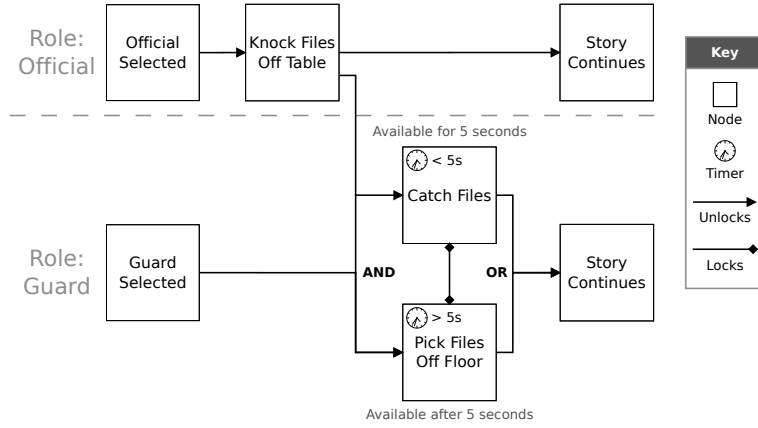 Role:
Official
Official
Selected
Knock Files
Off Table
Story
Continues
Key
Node
Timer
Unlocks
Locks
Available for 5 seconds
< 5s
Catch Files
Role:
Guard
Guard
Selected
AND
OR
Story
Continues
> 5s
Pick Files
Off Floor
Available after 5 seconds